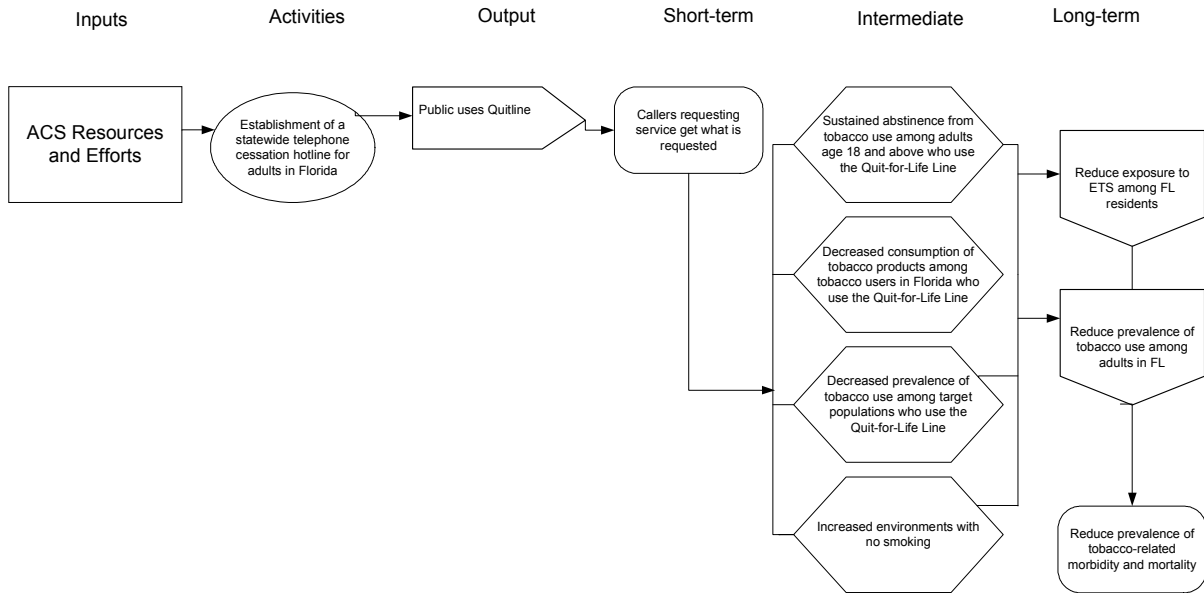 Inputs
Activities
Output
Short-term
Intermediate
Long-term
ACS Resources
and Efforts
Establishment of a
statewide telephone
cessation hotline for
adults in Florida
Public uses Quitline
Callers requesting
service get what is
requested
Sustained abstinence from
tobacco use among adults
age 18 and above who use
the Quit-for-Life Line
Decreased consumption of
tobacco products among
tobacco users in Florida who
use the Quit-for-Life Line
Decreased prevalence of
tobacco use among target
populations who use the
Quit-for-Life Line
Increased environments with
no smoking
Reduce exposure to
ETS among FL
residents
Reduce prevalence of
tobacco use among
adults in FL
Reduce prevalence of
tobacco-related
morbidity and mortality